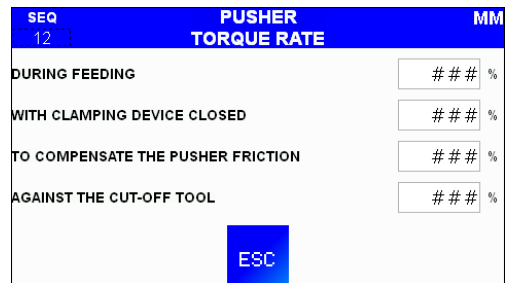 SEQ PUSHER MM
12 TORQUE RATE
DURING FEEDING ### %
WITH CLAMPING DEVICE CLOSED ### %
TO COMPENSATE THE PUSHER FRICTION ### %
AGAINST THE CUT-OFF TOOL ### %
ESC